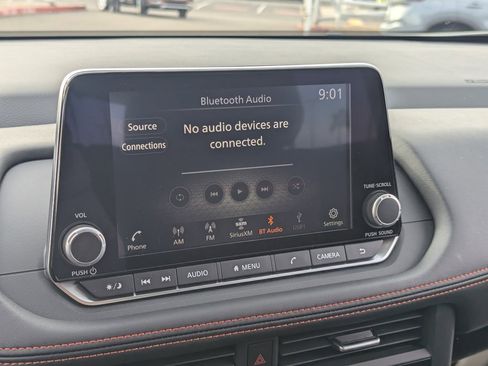 Bluetooth Audio
9:01
Source
Connections
No audio devices are
connected.
Phone
AM
FM
SiriusXM
BT Audio
USB1
Settings
VOL
PUSH
TUNE•SCROLL
PUSH SOUND
AUDIO
MENU
CAMERA